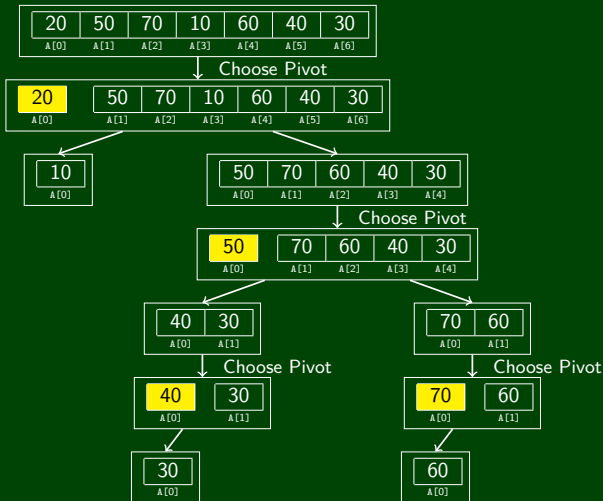 20 50 70 10 60 40 30
A[0] A[1] A[2] A[3] A[4] A[5] A[6]
Choose Pivot
20 50 70 10 60 40 30
A[0] A[1] A[2] A[3] A[4] A[5] A[6]
10 50 70 60 40 30
A[0] A[0] A[1] A[2] A[3] A[4]
Choose Pivot
50 70 60 40 30
A[0] A[1] A[2] A[3] A[4]
40 30 70 60
A[0] A[1] A[0] A[1]
Choose Pivot Choose Pivot
40 30 70 60
A[0] A[1] A[0] A[1]
30 60
A[0] A[0]